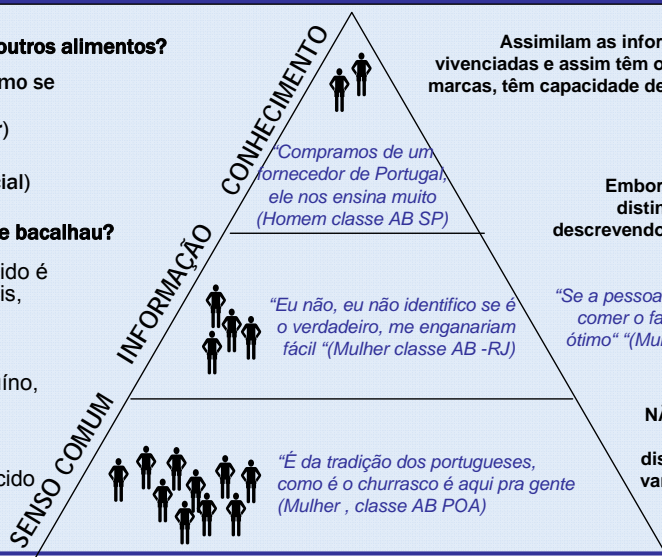 outros alimentos?
mo se
r)
cial)
e bacalhau?
ido é
is,
uíno,
cido
CONHECIMENTO
INFORMAÇÃO
SENSO COMUM
“Compramos de um
fornecedor de Portugal,
ele nos ensina muito
(Homem classe AB SP)
“Eu não, eu não identifico se é
o verdadeiro, me enganariam
fácil “(Mulher classe AB -RJ)
“É da tradição dos portugueses,
como é o churrasco é aqui pra gente
(Mulher , classe AB POA)
Assimilam as infor
vivenciadas e assim têm o
marcas, têm capacidade de
Embor
distin
descrevendo
“Se a pessoa
comer o fa
ótimo“ “(Mul
NÃ
dis
var